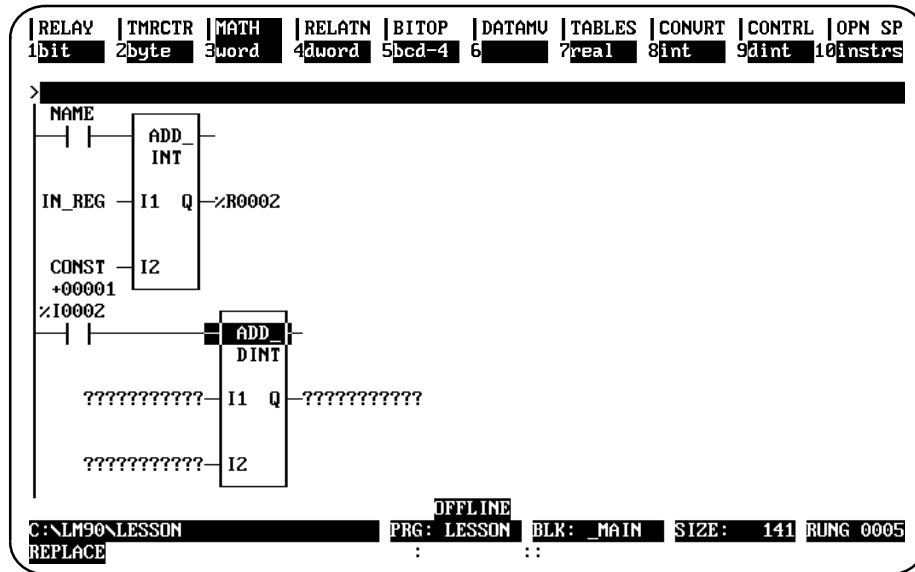 RELAY TMRCTR MATH RELATN BITOP DATAMV TABLES CONVRT CONTRL OPN SP
1bit 2byte 3word 4dword 5bcd-4 6 7real 8int 9dint 10instrs
>
NAME
ADD_
INT
IN_REG I1 Q %R0002
CONST I2
+00001
%I0002
ADD_
DINT
??????????? I1 Q ???????????
??????????? I2
OFFLINE
C:\LM90\LESSON PRG: LESSON BLK: _MAIN SIZE: 141 RUNG 0005
REPLACE : ::